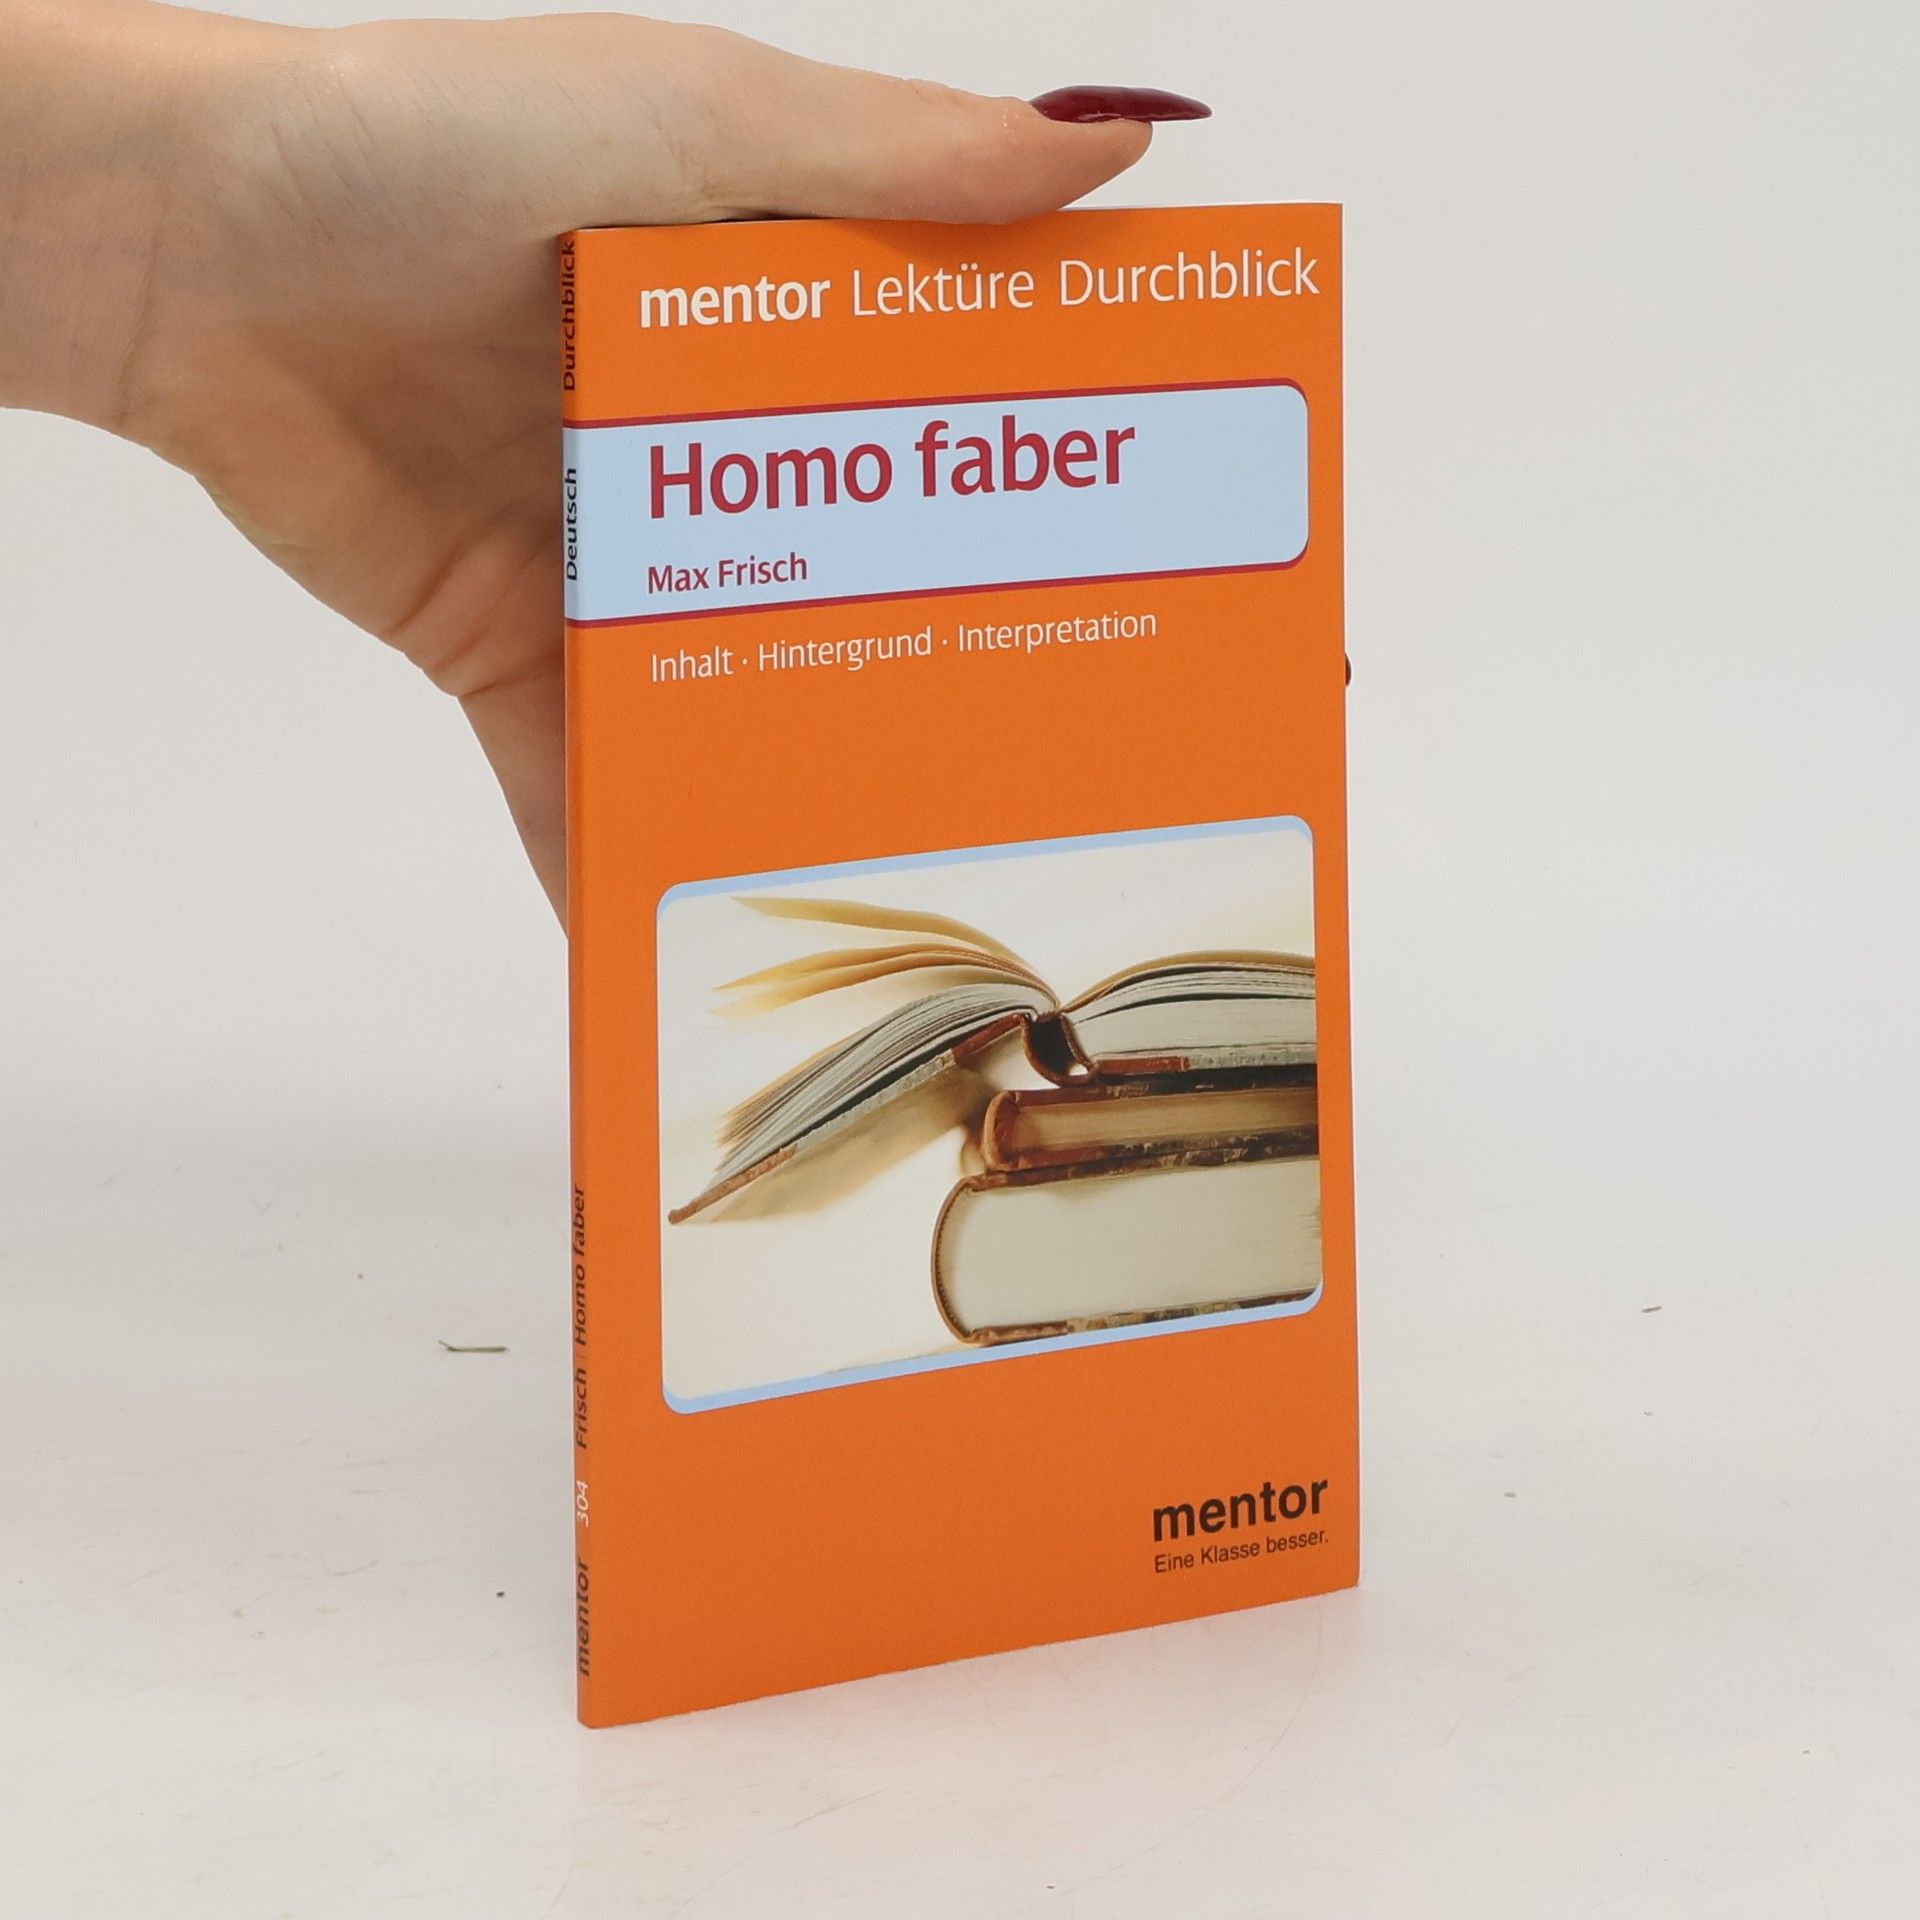 mentor Lektüre Durchblick
Homo faber
Max Frisch
Inhalt · Hintergrund · Interpretation
mentor
Eine Klasse besser.
mentor 304 Frisch | Homo faber Deutsch Durchblick